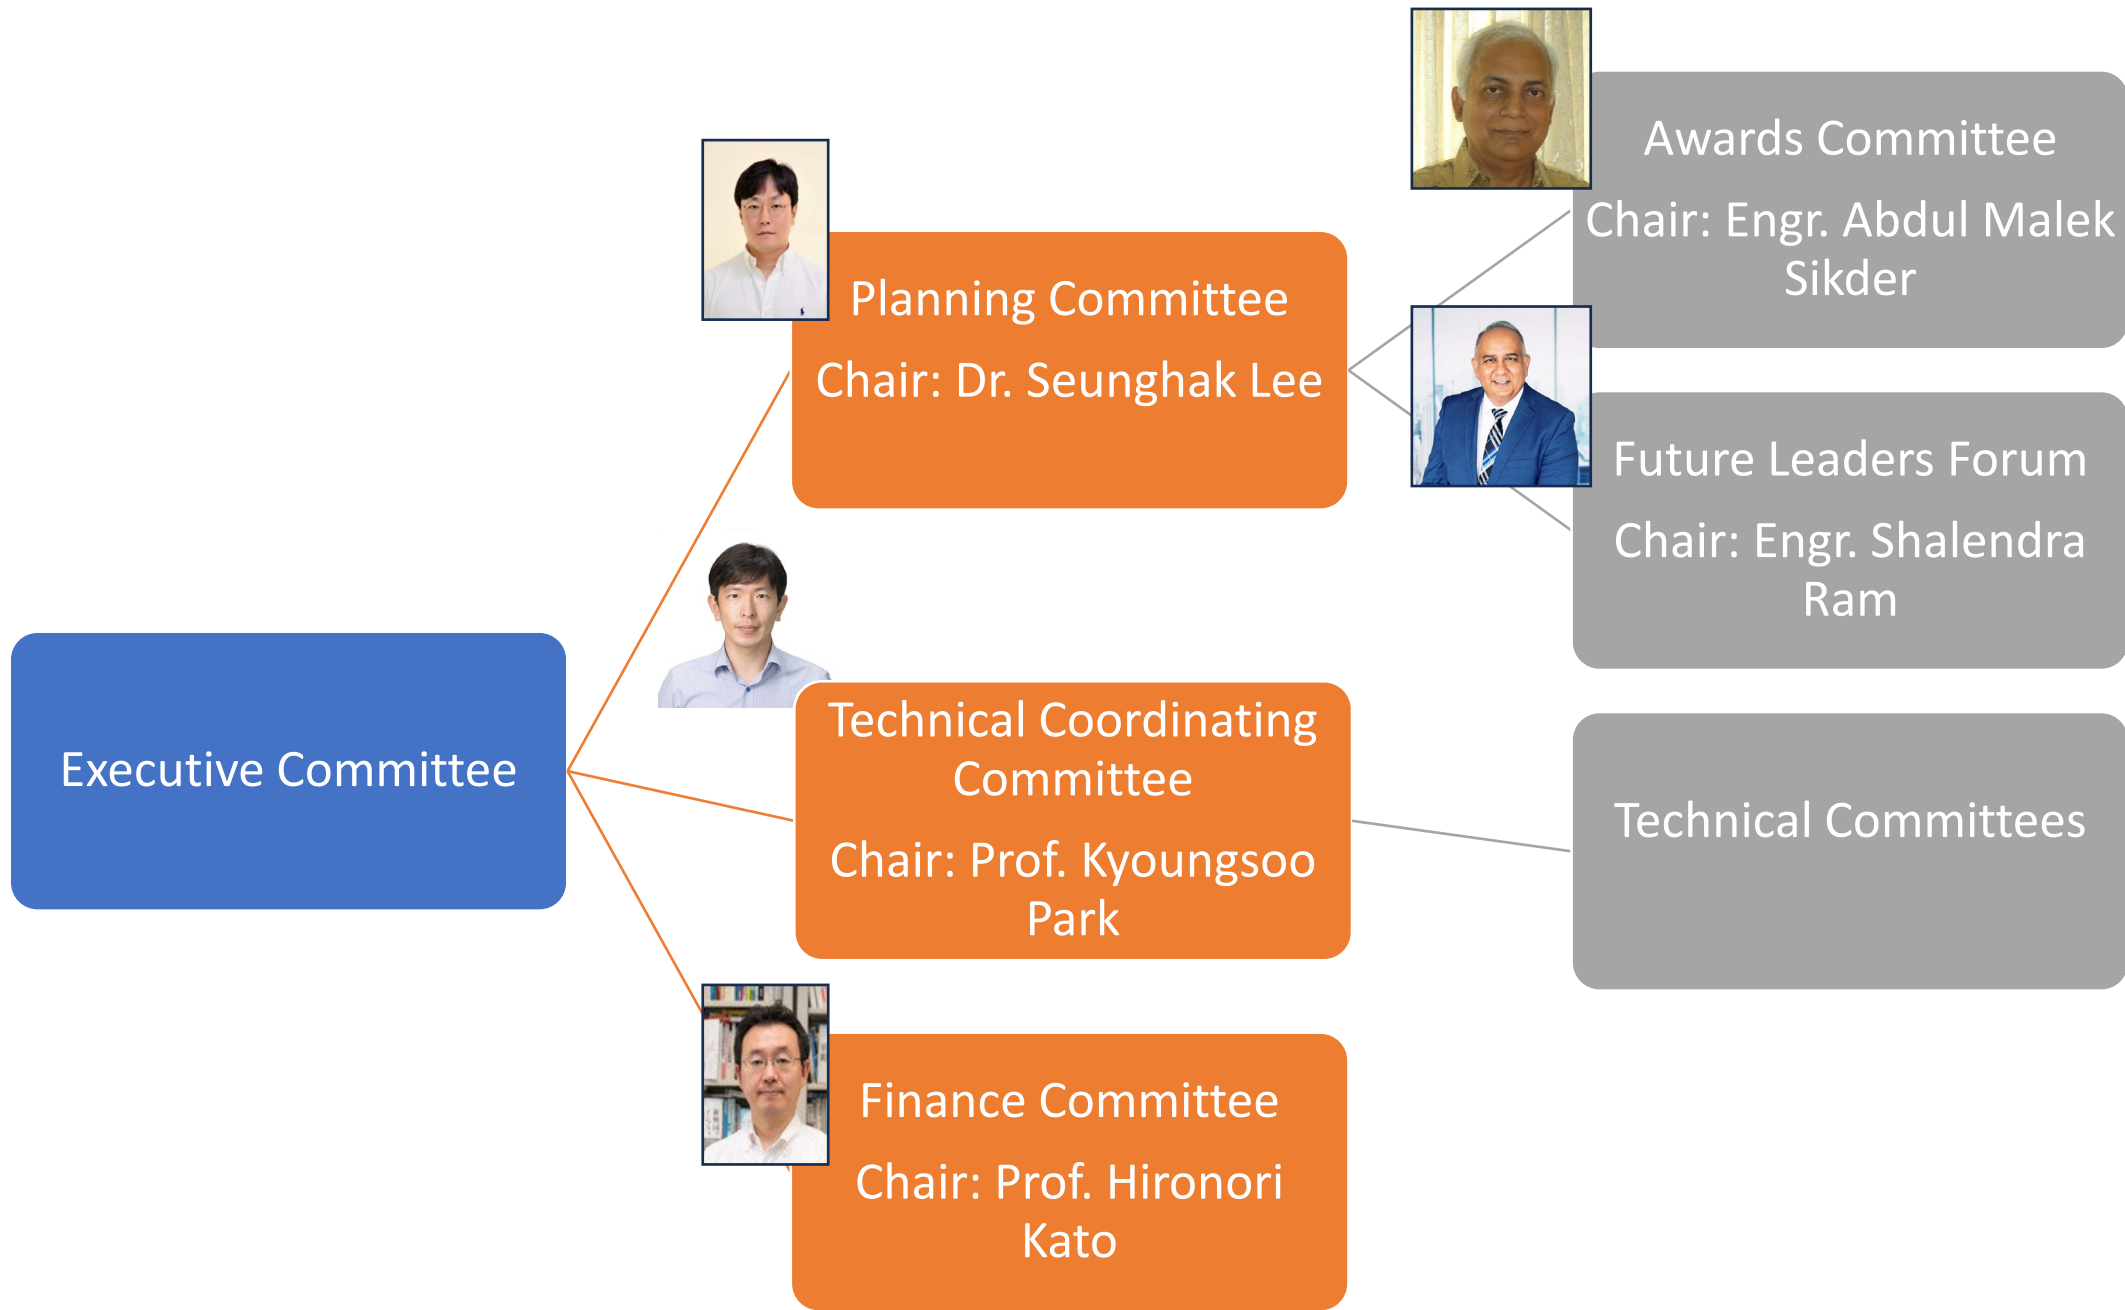 Executive Committee
Planning Committee
Chair: Dr. Seunghak Lee
Technical Coordinating
Committee
Chair: Prof. Kyoungsoo
Park
Finance Committee
Chair: Prof. Hironori
Kato
Awards Committee
Chair: Engr. Abdul Malek
Sikder
Future Leaders Forum
Chair: Engr. Shalendra
Ram
Technical Committees